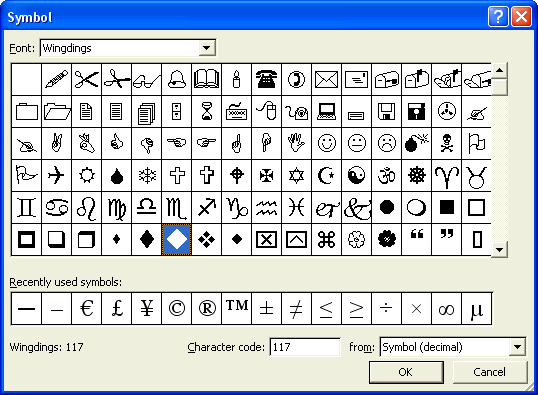 Symbol
Font: Wingdings
Recently used symbols:
— – € £ ¥ © ® ™ ± ≠ ≤ ≥ ÷ × ∞ µ
Wingdings: 117 Character code: 117 from: Symbol (decimal)
OK Cancel